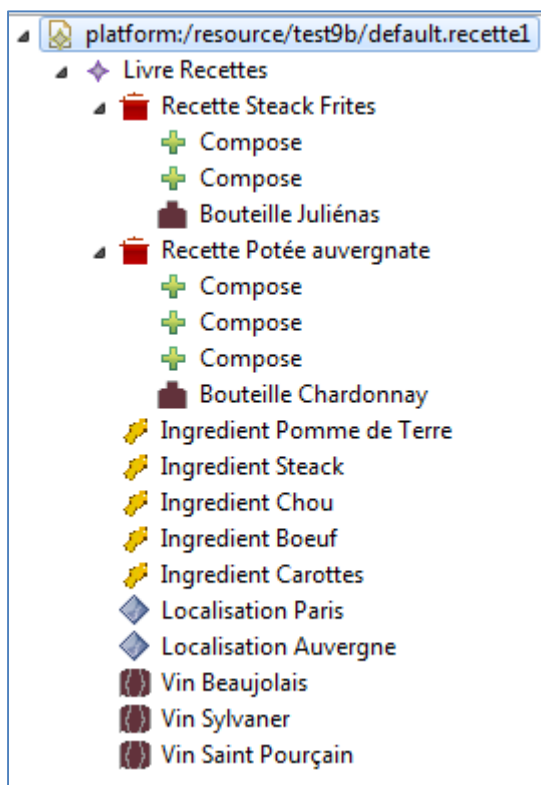 platform:/resource/test9b/default.recette1
Livre Recettes
Recette Steack Frites
Compose
Compose
Bouteille Juliénas
Recette Potée auvergnate
Compose
Compose
Compose
Bouteille Chardonnay
Ingredient Pomme de Terre
Ingredient Steack
Ingredient Chou
Ingredient Boeuf
Ingredient Carottes
Localisation Paris
Localisation Auvergne
Vin Beaujolais
Vin Sylvaner
Vin Saint Pourçain